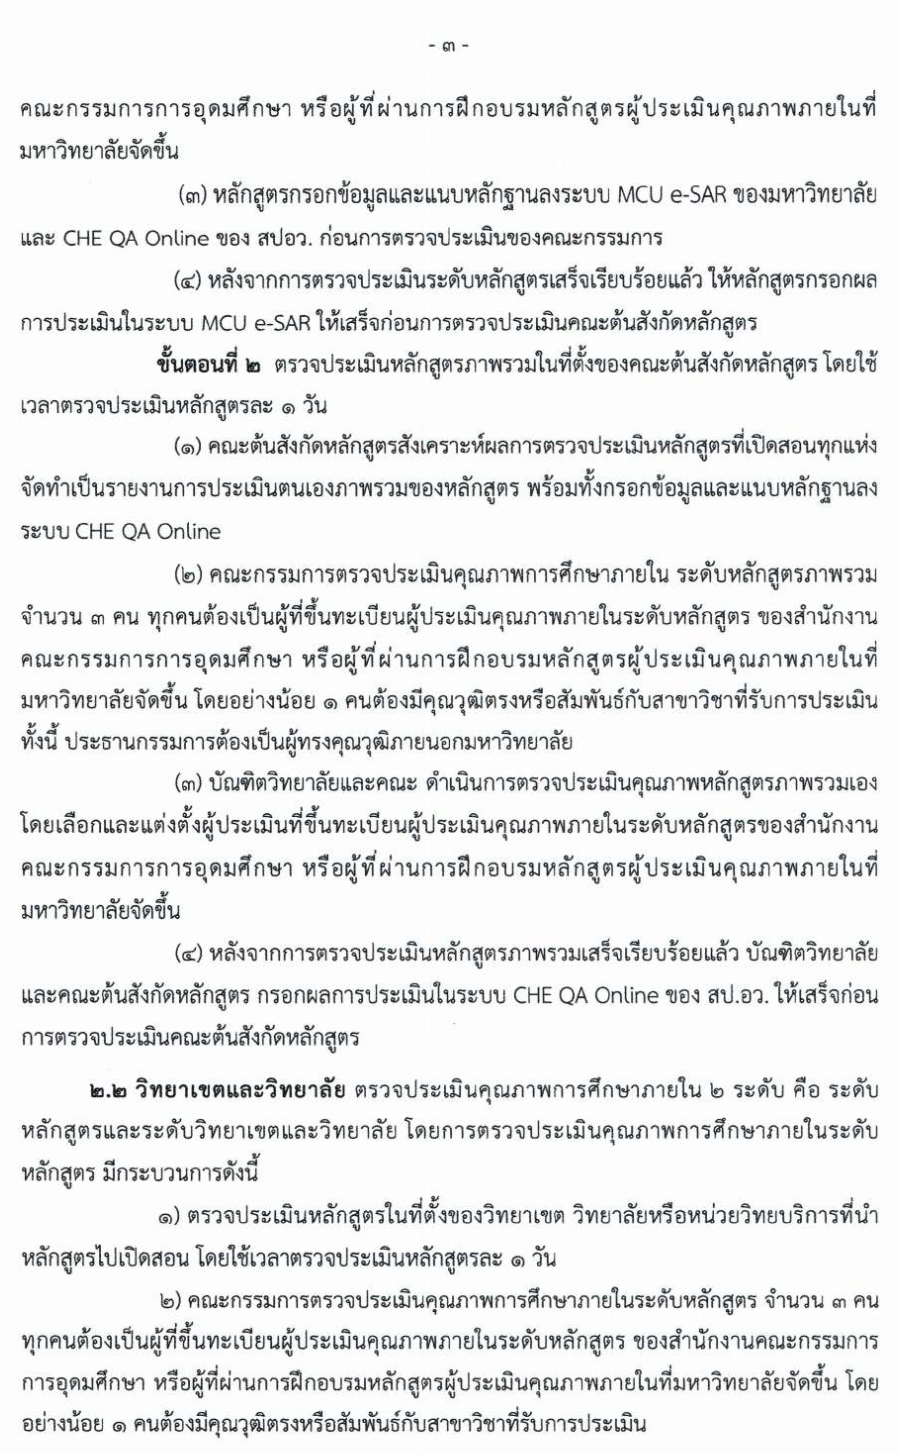 - ๓ -
คณะกรรมการการอุดมศึกษา หรือผู้ที่ผ่านการฝึกอบรมหลักสูตรผู้ประเมินคุณภาพภายในที่
มหาวิทยาลัยจัดขึ้น
(๓) หลักสูตรกรอกข้อมูลและแนบหลักฐานลงระบบ MCU e-SAR ของมหาวิทยาลัย
และ CHE QA Online ของ สปอว. ก่อนการตรวจประเมินของคณะกรรมการ
(๔) หลังจากการตรวจประเมินระดับหลักสูตรเสร็จเรียบร้อยแล้ว ให้หลักสูตรกรอกผล
การประเมินในระบบ MCU e-SAR ให้เสร็จก่อนการตรวจประเมินคณะต้นสังกัดหลักสูตร
ขั้นตอนที่ ๒ ตรวจประเมินหลักสูตรภาพรวมในที่ตั้งของคณะต้นสังกัดหลักสูตร โดยใช้
เวลาตรวจประเมินหลักสูตรละ ๑ วัน
(๑) คณะต้นสังกัดหลักสูตรสังเคราะห์ผลการตรวจประเมินหลักสูตรที่เปิดสอนทุกแห่ง
จัดทำเป็นรายงานการประเมินตนเองภาพรวมของหลักสูตร พร้อมทั้งกรอกข้อมูลและแนบหลักฐานลง
ระบบ CHE QA Online
(๒) คณะกรรมการตรวจประเมินคุณภาพการศึกษาภายใน ระดับหลักสูตรภาพรวม
จำนวน ๓ คน ทุกคนต้องเป็นผู้ที่ขึ้นทะเบียนผู้ประเมินคุณภาพภายในระดับหลักสูตร ของสำนักงาน
คณะกรรมการการอุดมศึกษา หรือผู้ที่ผ่านการฝึกอบรมหลักสูตรผู้ประเมินคุณภาพภายในที่
มหาวิทยาลัยจัดขึ้น โดยอย่างน้อย ๑ คนต้องมีคุณวุฒิตรงหรือสัมพันธ์กับสาขาวิชาที่รับการประเมิน
ทั้งนี้ ประธานกรรมการต้องเป็นผู้ทรงคุณวุฒิภายนอกมหาวิทยาลัย
(๓) บัณฑิตวิทยาลัยและคณะ ดำเนินการตรวจประเมินคุณภาพหลักสูตรภาพรวมเอง
โดยเลือกและแต่งตั้งผู้ประเมินที่ขึ้นทะเบียนผู้ประเมินคุณภาพภายในระดับหลักสูตรของสำนักงาน
คณะกรรมการการอุดมศึกษา หรือผู้ที่ผ่านการฝึกอบรมหลักสูตรผู้ประเมินคุณภาพภายในที่
มหาวิทยาลัยจัดขึ้น
(๔) หลังจากการตรวจประเมินหลักสูตรภาพรวมเสร็จเรียบร้อยแล้ว บัณฑิตวิทยาลัย
และคณะต้นสังกัดหลักสูตร กรอกผลการประเมินในระบบ CHE QA Online ของ สป.อว. ให้เสร็จก่อน
การตรวจประเมินคณะต้นสังกัดหลักสูตร
๒.๒ วิทยาเขตและวิทยาลัย ตรวจประเมินคุณภาพการศึกษาภายใน ๒ ระดับ คือ ระดับ
หลักสูตรและระดับวิทยาเขตและวิทยาลัย โดยการตรวจประเมินคุณภาพการศึกษาภายในระดับ
หลักสูตร มีกระบวนการดังนี้
๑) ตรวจประเมินหลักสูตรในที่ตั้งของวิทยาเขต วิทยาลัยหรือหน่วยวิทยบริการที่นำ
หลักสูตรไปเปิดสอน โดยใช้เวลาตรวจประเมินหลักสูตรละ ๑ วัน
๒) คณะกรรมการตรวจประเมินคุณภาพการศึกษาภายในระดับหลักสูตร จำนวน ๓ คน
ทุกคนต้องเป็นผู้ที่ขึ้นทะเบียนผู้ประเมินคุณภาพภายในระดับหลักสูตร ของสำนักงานคณะกรรมการ
การอุดมศึกษา หรือผู้ที่ผ่านการฝึกอบรมหลักสูตรผู้ประเมินคุณภาพภายในที่มหาวิทยาลัยจัดขึ้น โดย
อย่างน้อย ๑ คนต้องมีคุณวุฒิตรงหรือสัมพันธ์กับสาขาวิชาที่รับการประเมิน